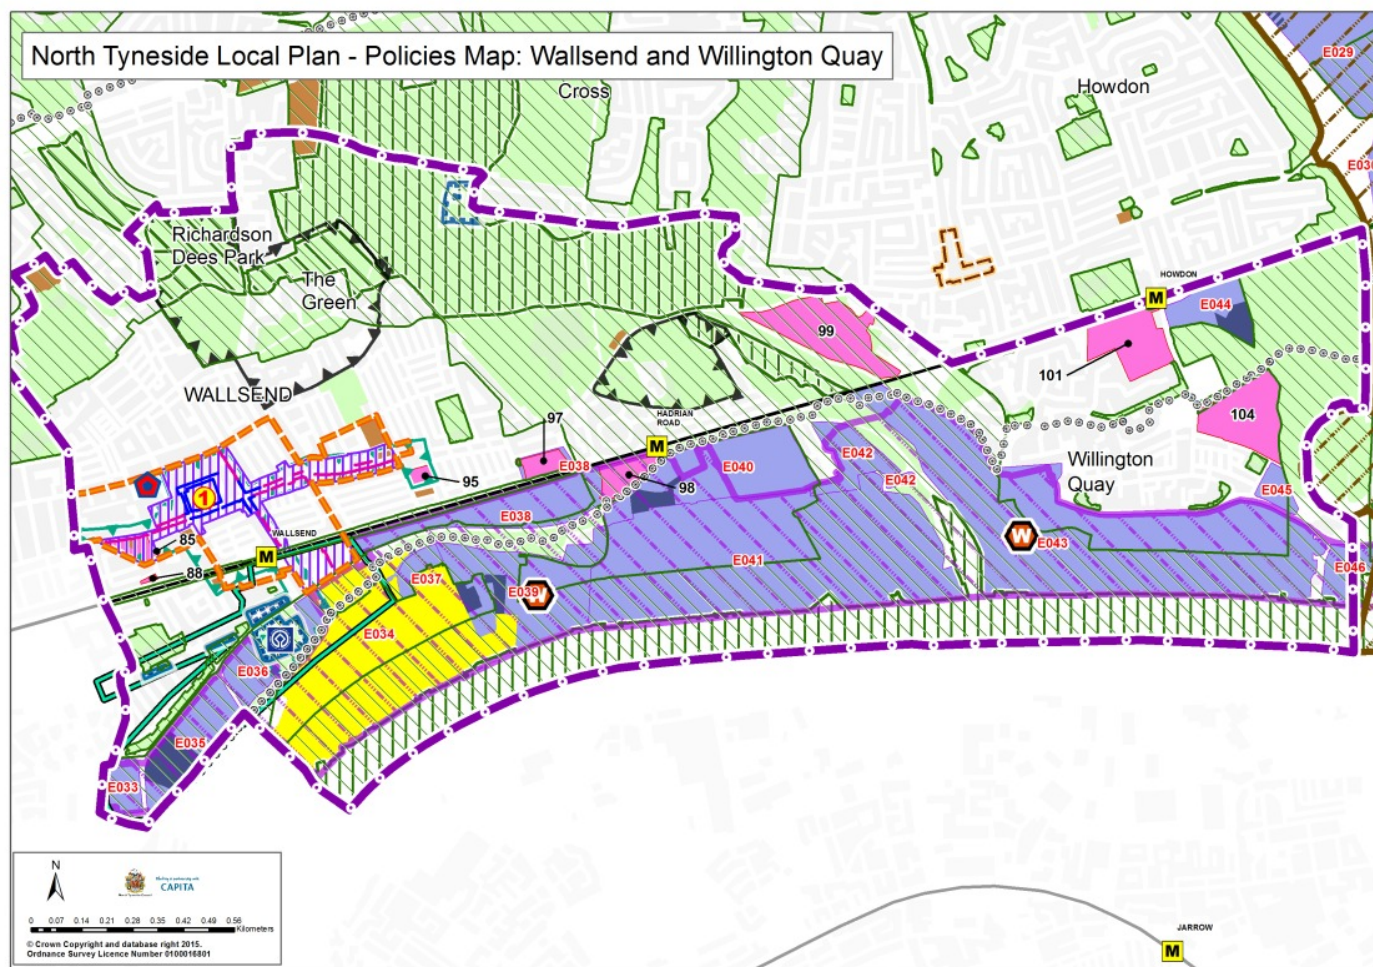 North Tyneside Local Plan - Policies Map: Wallsend and Willington Quay
E029
Cross
Howdon
E030
Richardson
Dees Park
The
Green
HOWDON
M
E044
99
101
WALLSEND
104
HADRIAN
ROAD
97
M
E038
98
E040
E042
Willington
Quay
95
1
E042
E045
E038
WALLSEND
85
M
W
E043
88
E041
E046
E037
E039
W
E034
E036
E035
E033
N
CAPITA
0 0.07 0.14 0.21 0.28 0.35 0.42 0.49 0.56
Kilometers
© Crown Copyright and database right 2015.
Ordnance Survey Licence Number 0100016801
JARROW
M